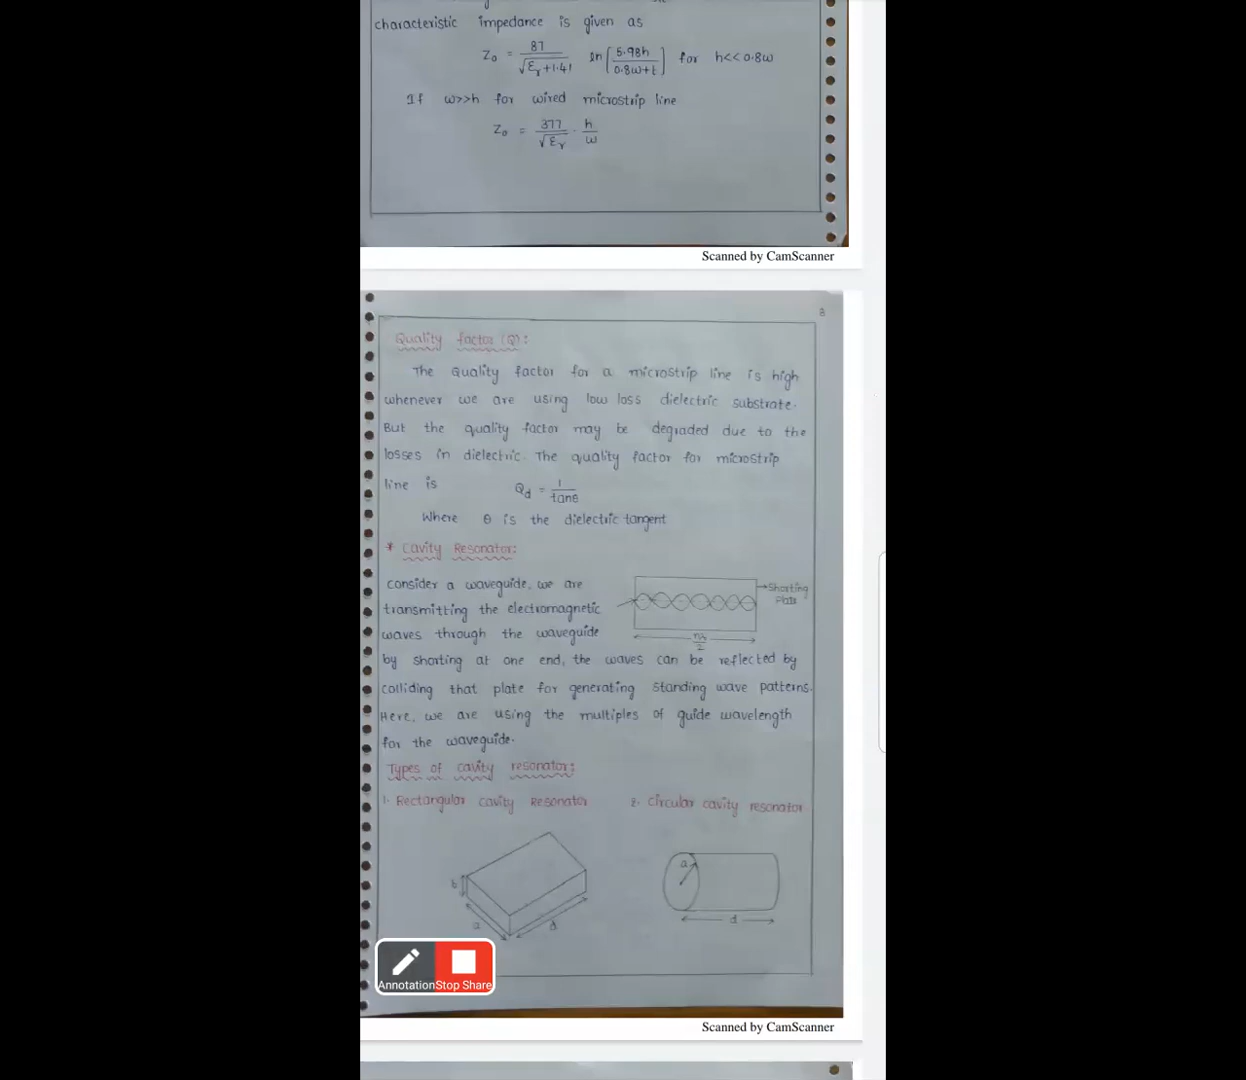 characteristic impedance is given as
Z₀ = 87/√(εᵣ+1.41) ln[5.98h/(0.8w+t)] for h<<0.8w
If w>>h for wired microstrip line
Z₀ = 377/√εᵣ · h/w
Scanned by CamScanner
8
Quality factor (Q):
The Quality factor for a microstrip line is high
whenever we are using low loss dielectric substrate.
But the quality factor may be degraded due to the
losses in dielectric. The quality factor for microstrip
line is Qd = 1/tanθ
Where θ is the dielectric tangent
* Cavity Resonator:
Consider a waveguide, we are
transmitting the electromagnetic
waves through the waveguide
→Shorting
Plate
nλ/2
by shorting at one end, the waves can be reflected by
colliding that plate for generating standing wave patterns.
Here, we are using the multiples of guide wavelength
for the waveguide.
Types of cavity resonator:
1. Rectangular cavity Resonator 2. Circular cavity resonator
b
a
d
a
d
Annotation
Stop Share
Scanned by CamScanner